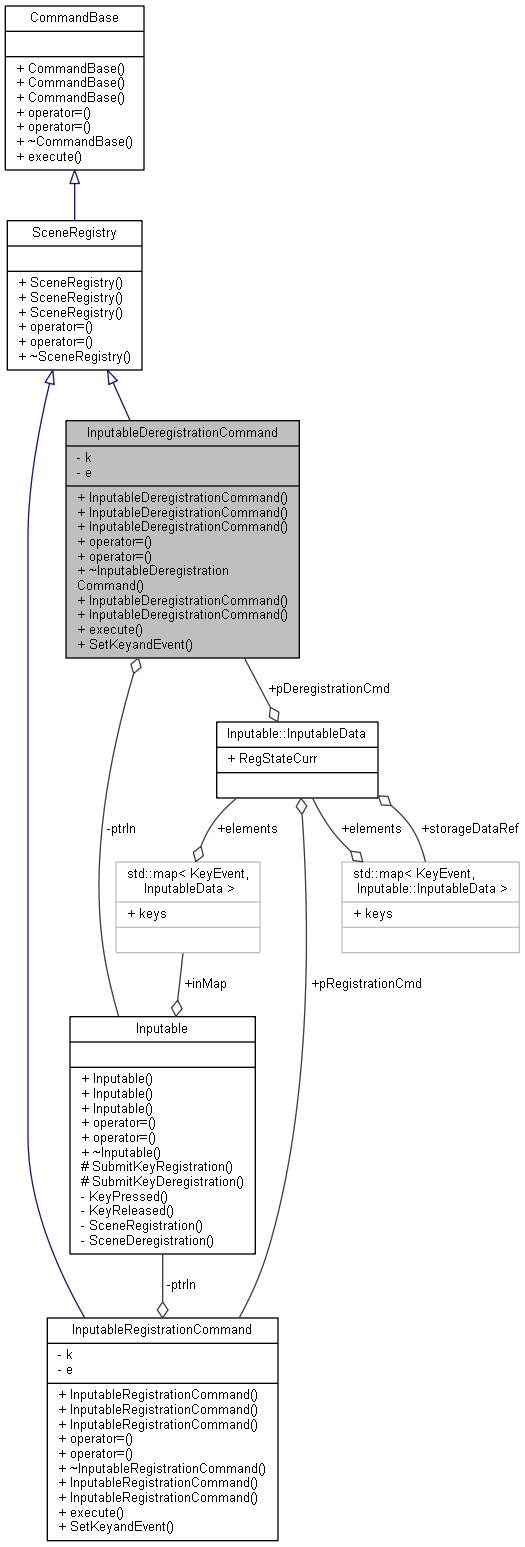 CommandBase
+ CommandBase()
+ CommandBase()
+ CommandBase()
+ operator=()
+ operator=()
+ ~CommandBase()
+ execute()
SceneRegistry
+ SceneRegistry()
+ SceneRegistry()
+ SceneRegistry()
+ operator=()
+ operator=()
+ ~SceneRegistry()
InputableDeregistrationCommand
- k
- e
+ InputableDeregistrationCommand()
+ InputableDeregistrationCommand()
+ InputableDeregistrationCommand()
+ operator=()
+ operator=()
+ ~InputableDeregistration
Command()
+ InputableDeregistrationCommand()
+ InputableDeregistrationCommand()
+ execute()
+ SetKeyandEvent()
+pDeregistrationCmd
Inputable::InputableData
+ RegStateCurr
-ptrIn
+elements
+elements
+storageDataRef
std::map< KeyEvent,
InputableData >
+ keys
std::map< KeyEvent,
Inputable::InputableData >
+ keys
+inMap
+pRegistrationCmd
Inputable
+ Inputable()
+ Inputable()
+ Inputable()
+ operator=()
+ operator=()
+ ~Inputable()
# SubmitKeyRegistration()
# SubmitKeyDeregistration()
- KeyPressed()
- KeyReleased()
- SceneRegistration()
- SceneDeregistration()
-ptrIn
InputableRegistrationCommand
- k
- e
+ InputableRegistrationCommand()
+ InputableRegistrationCommand()
+ InputableRegistrationCommand()
+ operator=()
+ operator=()
+ ~InputableRegistrationCommand()
+ InputableRegistrationCommand()
+ InputableRegistrationCommand()
+ execute()
+ SetKeyandEvent()